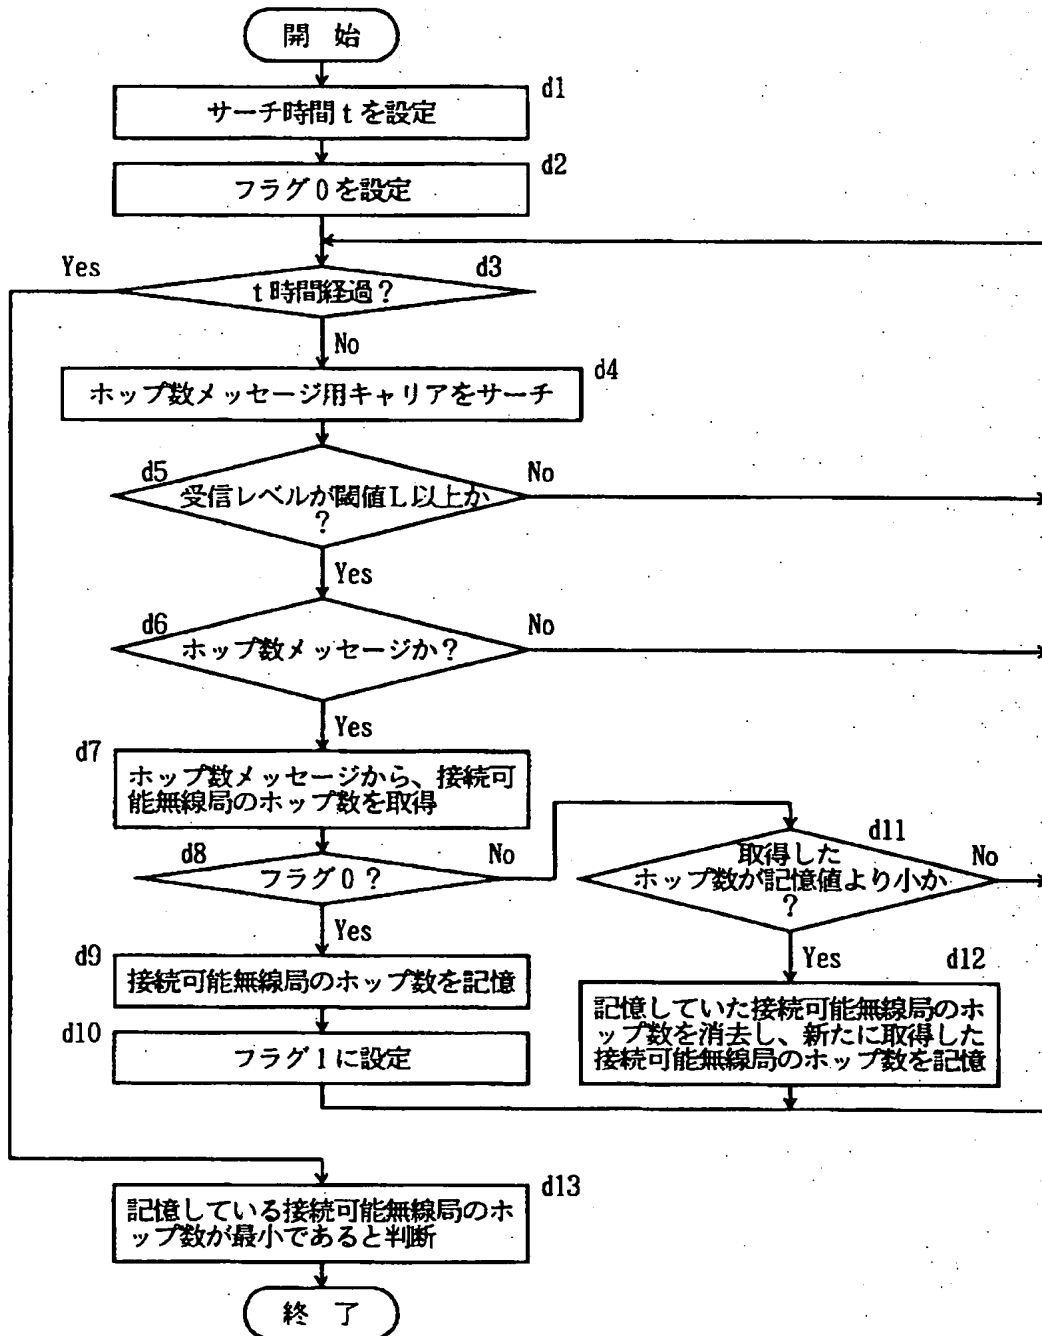 開 始
d1
サーチ時間tを設定
d2
フラグ0を設定
Yes
d3
t時間経過？
No
d4
ホップ数メッセージ用キャリアをサーチ
d5
No
受信レベルが閾値L以上か
？
Yes
d6
No
ホップ数メッセージか？
Yes
d7
ホップ数メッセージから、接続可
能無線局のホップ数を取得
d8
No
フラグ0？
d11
取得した
ホップ数が記憶値より小か
？
No
Yes
d9
接続可能無線局のホップ数を記憶
Yes
d12
記憶していた接続可能無線局のホ
ップ数を消去し、新たに取得した
接続可能無線局のホップ数を記憶
d10
フラグ1に設定
d13
記憶している接続可能無線局のホ
ップ数が最小であると判断
終 了